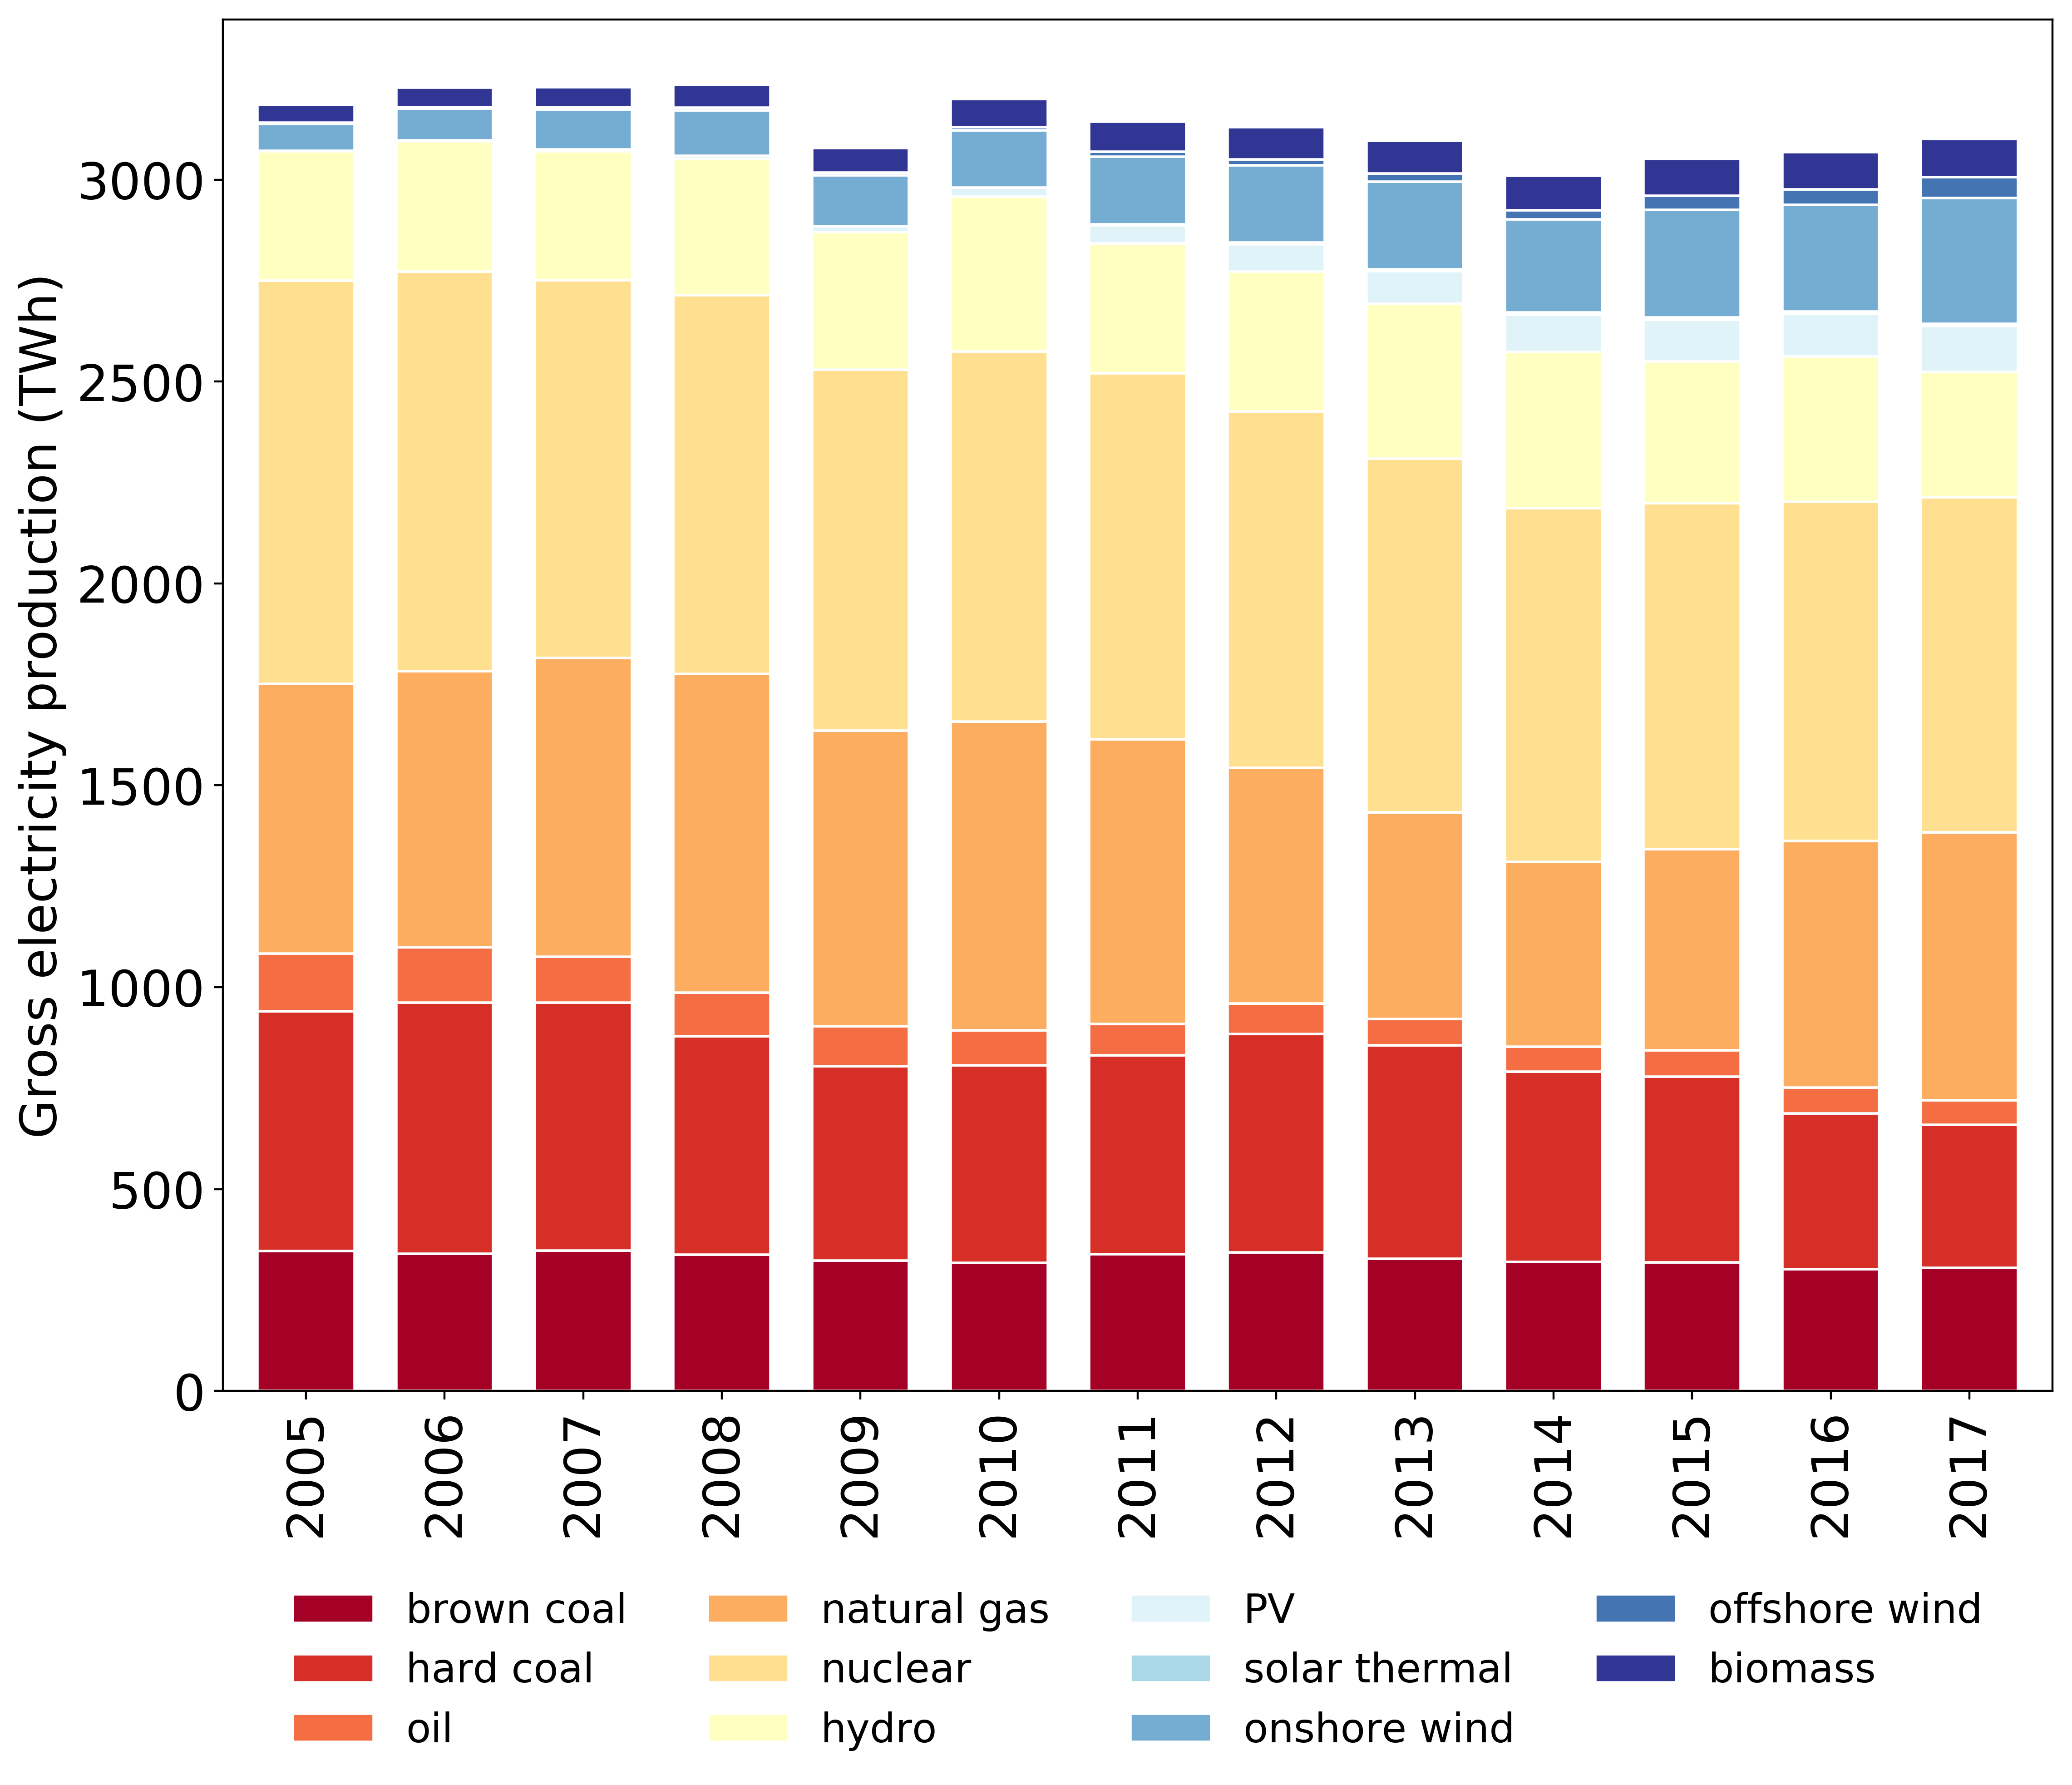 Gross electricity production (TWh)
3000
2500
2000
1500
1000
500
0
2005
2006
2007
2008
2009
2010
2011
2012
2013
2014
2015
2016
2017
brown coal
hard coal
oil
natural gas
nuclear
hydro
PV
solar thermal
onshore wind
offshore wind
biomass